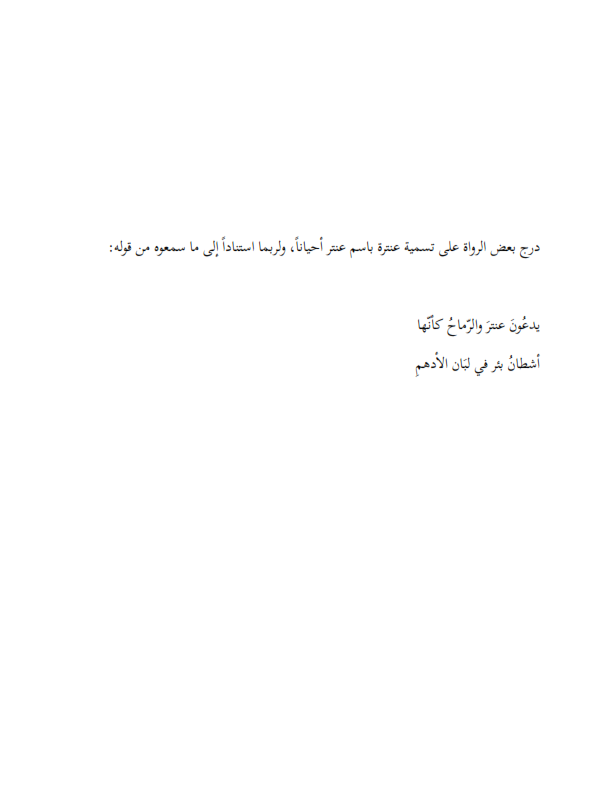 درج بعض الرواة على تسمية عنترة باسم عنتر أحياناً، ولربما استناداً إلى ما سمعوه من قوله:
يدعُونَ عنترَ والرّماحُ كأنّها
أشطانُ بئر في لبَان الأدهمِ